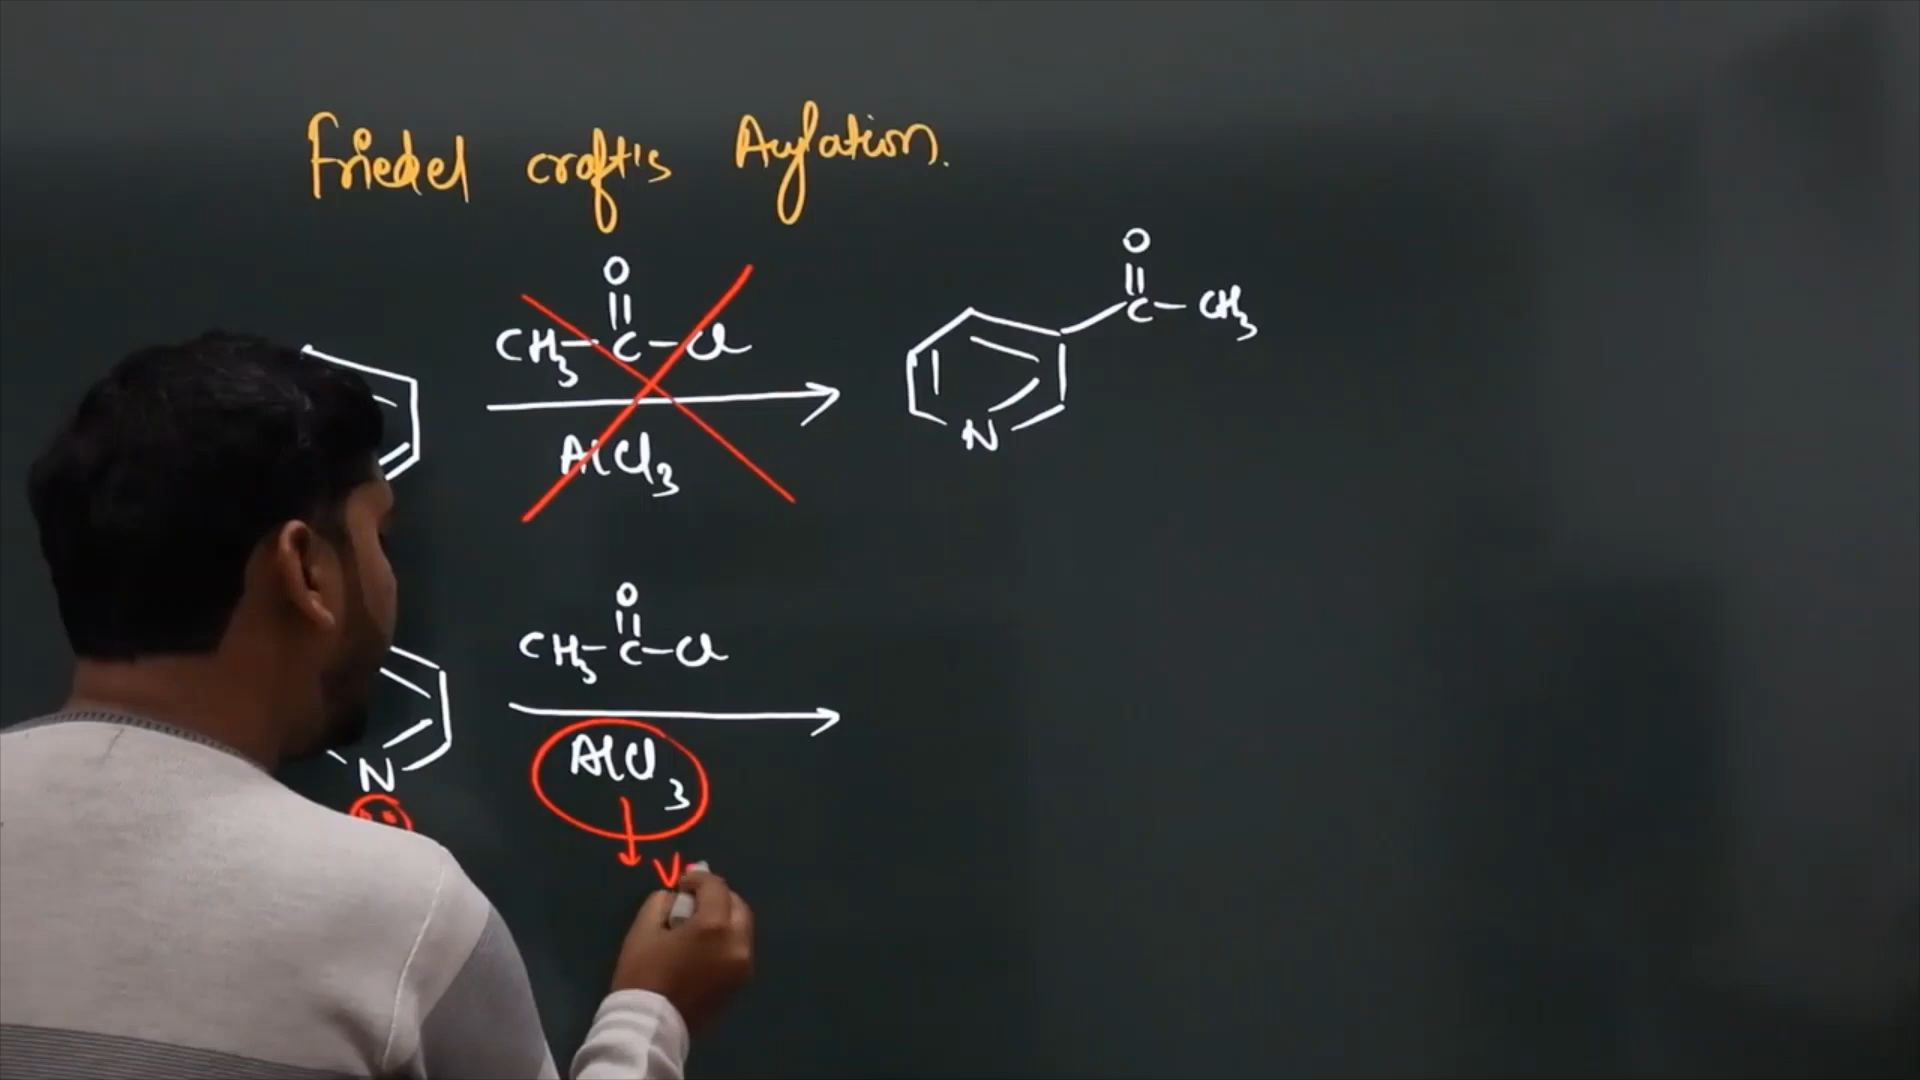 Friedel craft's Acylation.
O
CH3-C-Cl
AlCl3
O
C-CH3
N
O
CH3-C-Cl
AlCl3
N
V